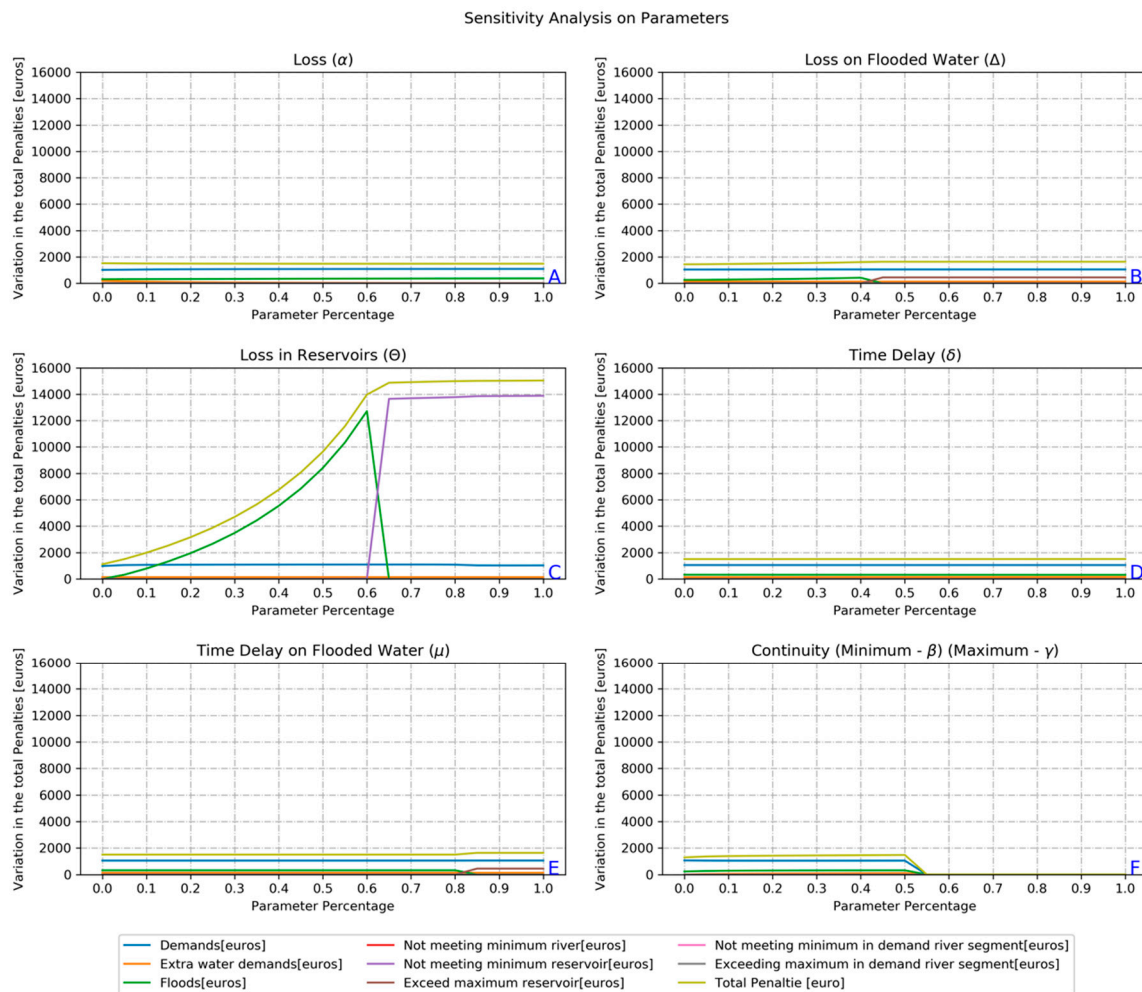 Sensitivity Analysis on Parameters
Loss (α)
Variation in the total Penalties [euros]
16000
14000
12000
10000
8000
6000
4000
2000
0
0.0 0.1 0.2 0.3 0.4 0.5 0.6 0.7 0.8 0.9 1.0
Parameter Percentage
A
Loss on Flooded Water (Δ)
Variation in the total Penalties [euros]
16000
14000
12000
10000
8000
6000
4000
2000
0
0.0 0.1 0.2 0.3 0.4 0.5 0.6 0.7 0.8 0.9 1.0
Parameter Percentage
B
Loss in Reservoirs (Θ)
Variation in the total Penalties [euros]
16000
14000
12000
10000
8000
6000
4000
2000
0
0.0 0.1 0.2 0.3 0.4 0.5 0.6 0.7 0.8 0.9 1.0
Parameter Percentage
C
Time Delay (δ)
Variation in the total Penalties [euros]
16000
14000
12000
10000
8000
6000
4000
2000
0
0.0 0.1 0.2 0.3 0.4 0.5 0.6 0.7 0.8 0.9 1.0
Parameter Percentage
D
Time Delay on Flooded Water (μ)
Variation in the total Penalties [euros]
16000
14000
12000
10000
8000
6000
4000
2000
0
0.0 0.1 0.2 0.3 0.4 0.5 0.6 0.7 0.8 0.9 1.0
Parameter Percentage
E
Continuity (Minimum - β) (Maximum - γ)
Variation in the total Penalties [euros]
16000
14000
12000
10000
8000
6000
4000
2000
0
0.0 0.1 0.2 0.3 0.4 0.5 0.6 0.7 0.8 0.9 1.0
Parameter Percentage
F
Demands[euros]
Extra water demands[euros]
Floods[euros]
Not meeting minimum river[euros]
Not meeting minimum reservoir[euros]
Exceed maximum reservoir[euros]
Not meeting minimum in demand river segment[euros]
Exceeding maximum in demand river segment[euros]
Total Penaltie [euro]